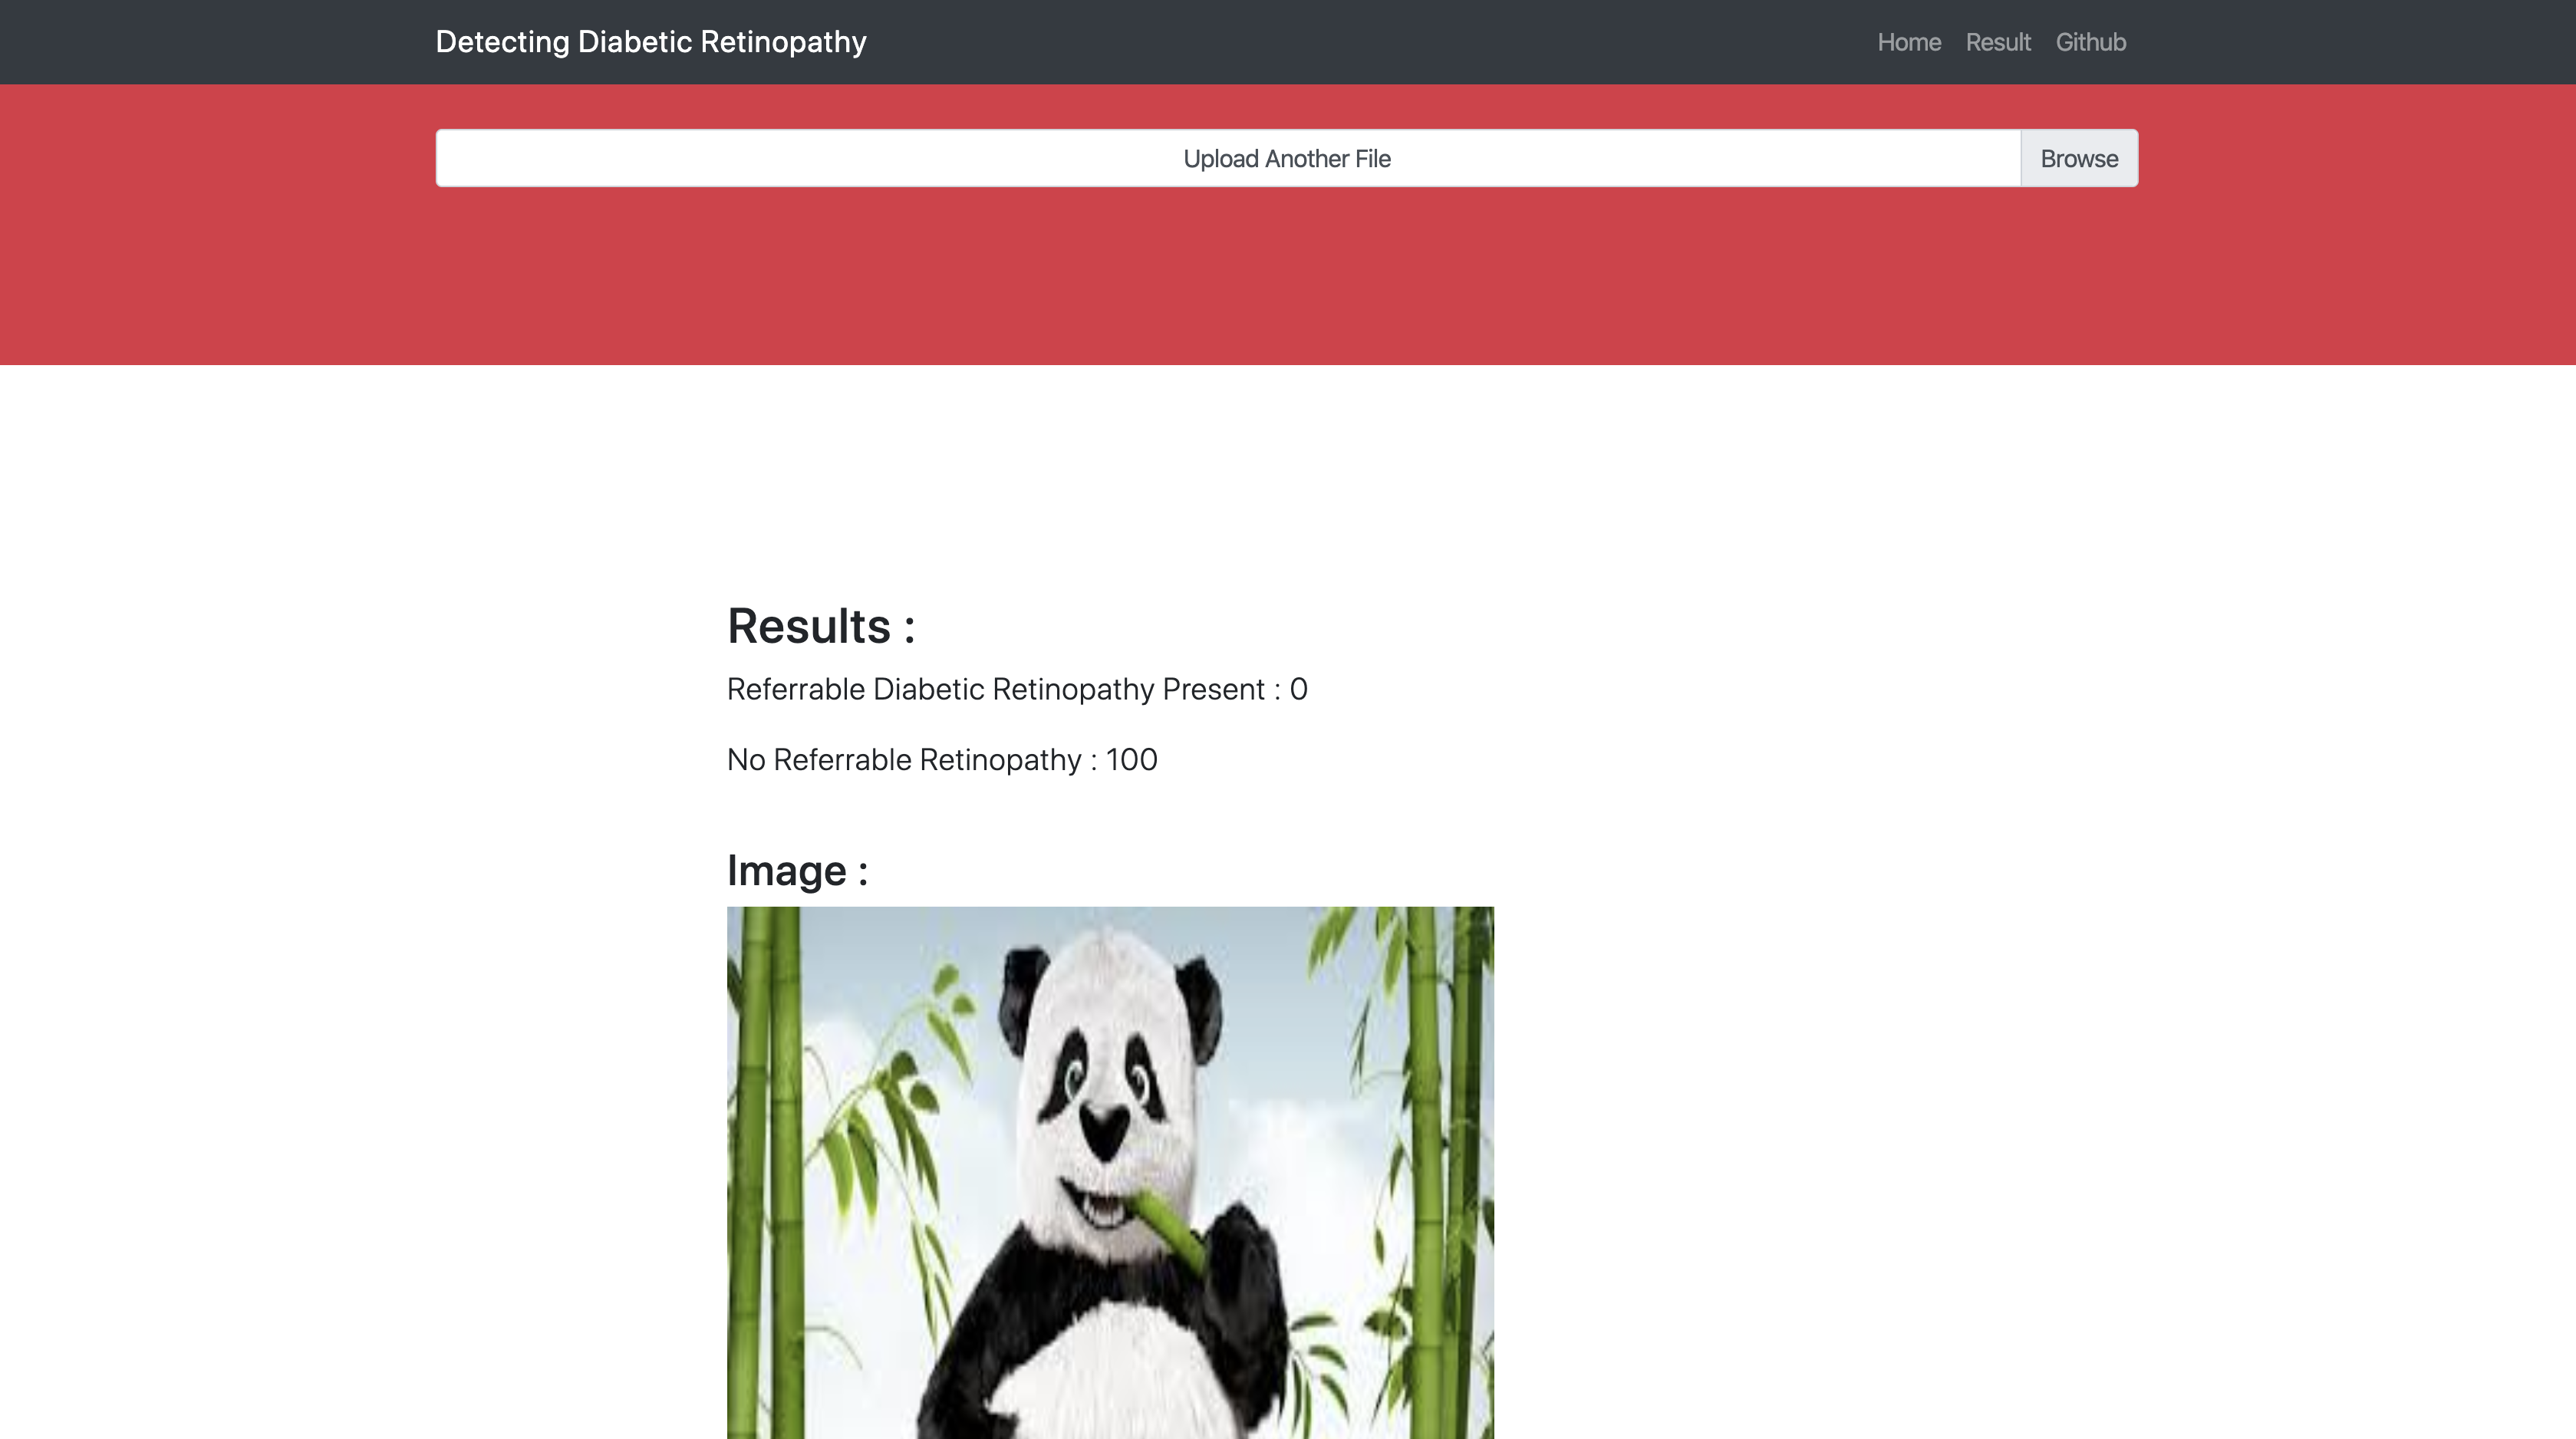 Detecting Diabetic Retinopathy
Home Result Github
Upload Another File Browse
Results :
Referrable Diabetic Retinopathy Present : 0
No Referrable Retinopathy : 100
Image :